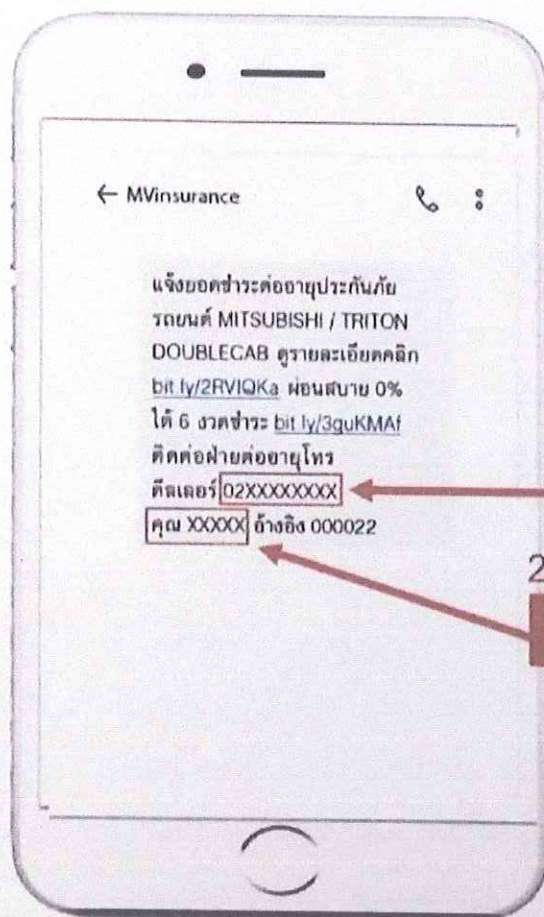 ← MVinsurance
แจ้งยอดชำระต่ออายุประกันภัย
รถยนต์ MITSUBISHI / TRITON
DOUBLECAB ดูรายละเอียดคลิก
bit ly/2RVIQKa ผ่อนสบาย 0%
ได้ 6 งวดชำระ bit ly/3guKMAf
ติดต่อฝ่ายต่ออายุโทร
ดีลเลอร์ 02XXXXXXXX
คุณ XXXXX อ้างอิง 000022
2